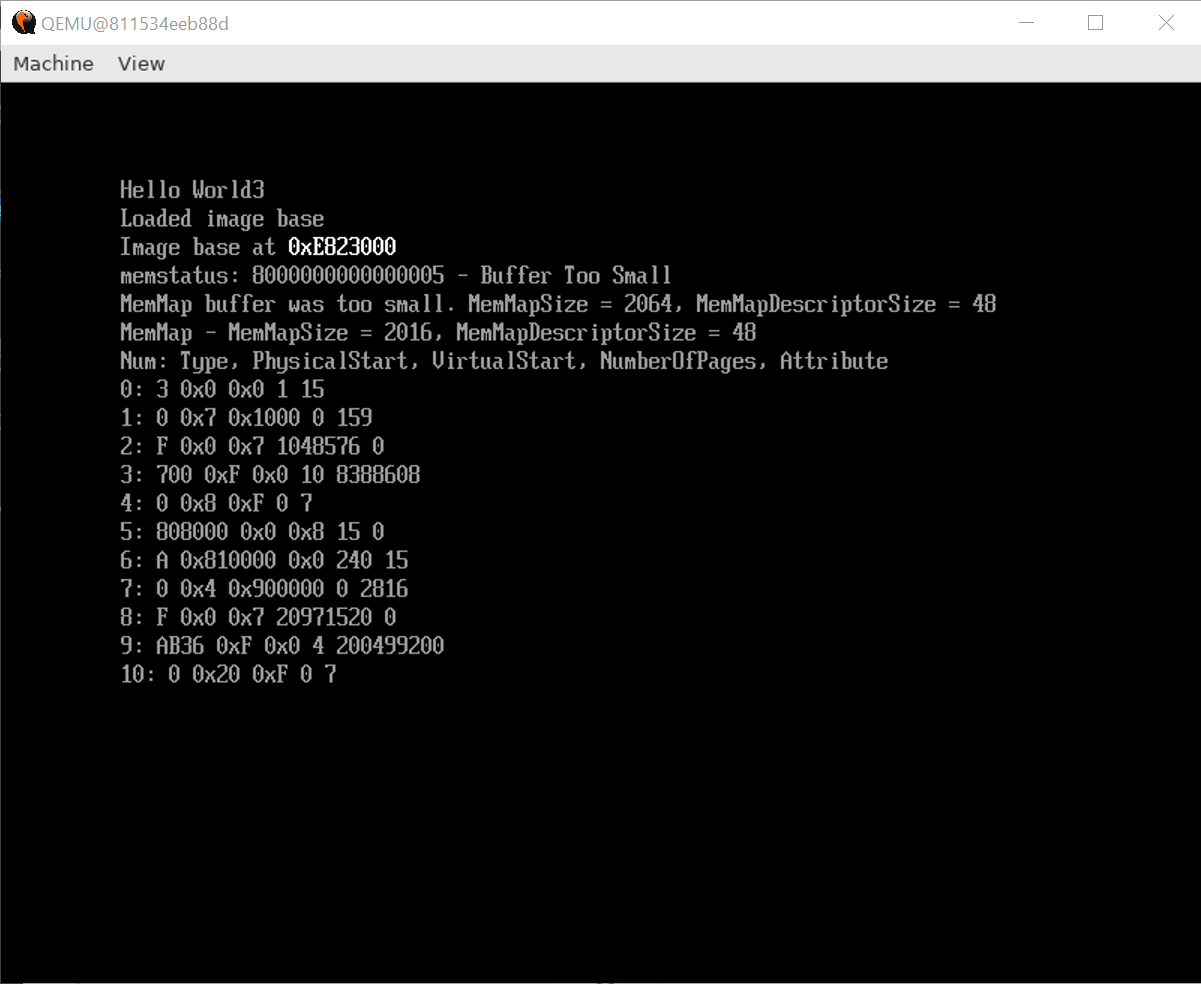 QEMU@811534eeb88d
Machine View
Hello World3
Loaded image base
Image base at 0xE823000
memstatus: 8000000000000005 - Buffer Too Small
MemMap buffer was too small. MemMapSize = 2064, MemMapDescriptorSize = 48
MemMap - MemMapSize = 2016, MemMapDescriptorSize = 48
Num: Type, PhysicalStart, VirtualStart, NumberOfPages, Attribute
0: 3 0x0 0x0 1 15
1: 0 0x7 0x1000 0 159
2: F 0x0 0x7 1048576 0
3: 700 0xF 0x0 10 8388608
4: 0 0x8 0xF 0 7
5: 808000 0x0 0x8 15 0
6: A 0x810000 0x0 240 15
7: 0 0x4 0x900000 0 2816
8: F 0x0 0x7 20971520 0
9: AB36 0xF 0x0 4 200499200
10: 0 0x20 0xF 0 7